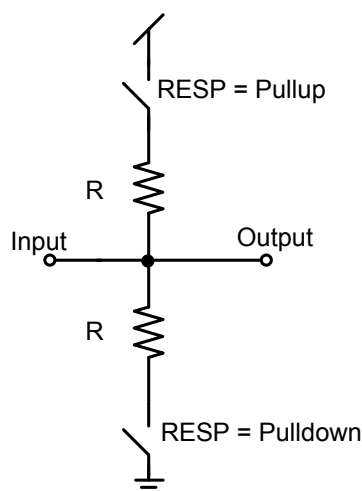 RESP = Pullup
R
Input
Output
R
RESP = Pulldown